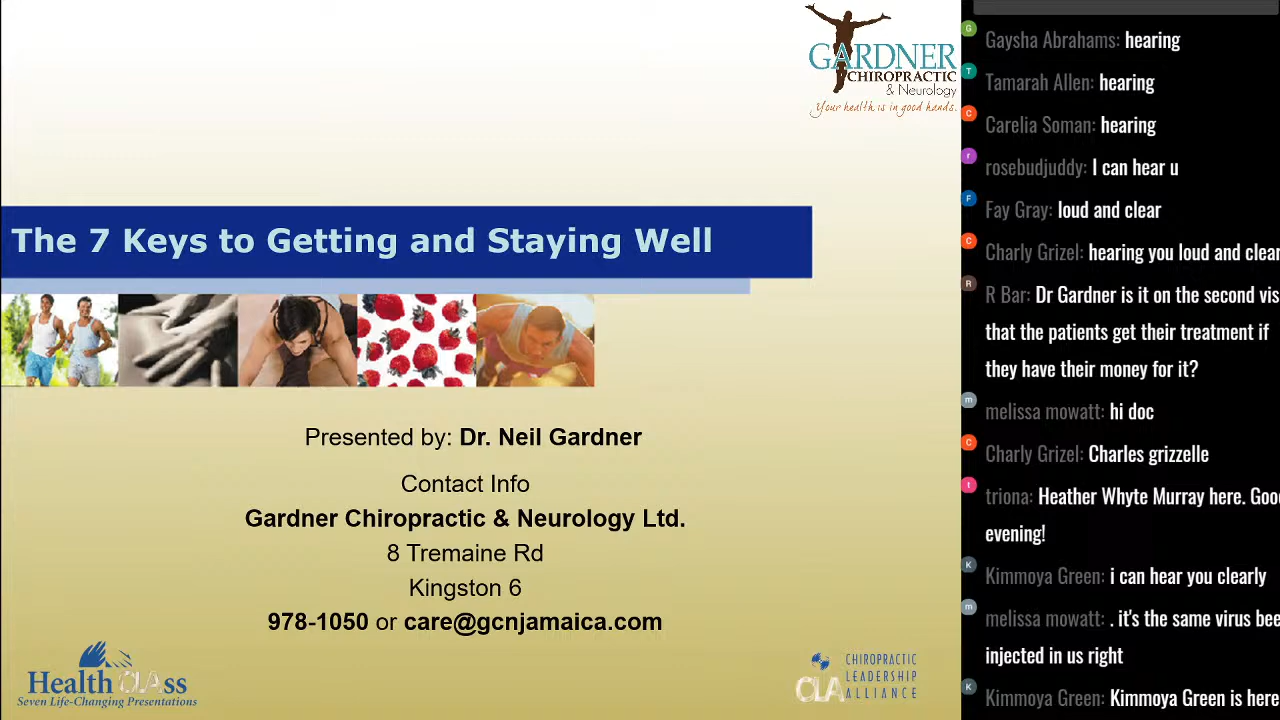 GARDNER
CHIROPRACTIC
& Neurology
Your health is in good hands.
The 7 Keys to Getting and Staying Well
Presented by: Dr. Neil Gardner
Contact Info
Gardner Chiropractic & Neurology Ltd.
8 Tremaine Rd
Kingston 6
978-1050 or care@gcnjamaica.com
Health CLAss
Seven Life-Changing Presentations
CLA
CHIROPRACTIC
LEADERSHIP
ALLIANCE
G Gaysha Abrahams: hearing
T Tamarah Allen: hearing
C Carelia Soman: hearing
r rosebudjuddy: I can hear u
F Fay Gray: loud and clear
C Charly Grizel: hearing you loud and clear
R R Bar: Dr Gardner is it on the second vis
that the patients get their treatment if
they have their money for it?
m melissa mowatt: hi doc
C Charly Grizel: Charles grizzelle
t triona: Heather Whyte Murray here. Goo
evening!
K Kimmoya Green: i can hear you clearly
m melissa mowatt: . it's the same virus bee
injected in us right
K Kimmoya Green: Kimmoya Green is here